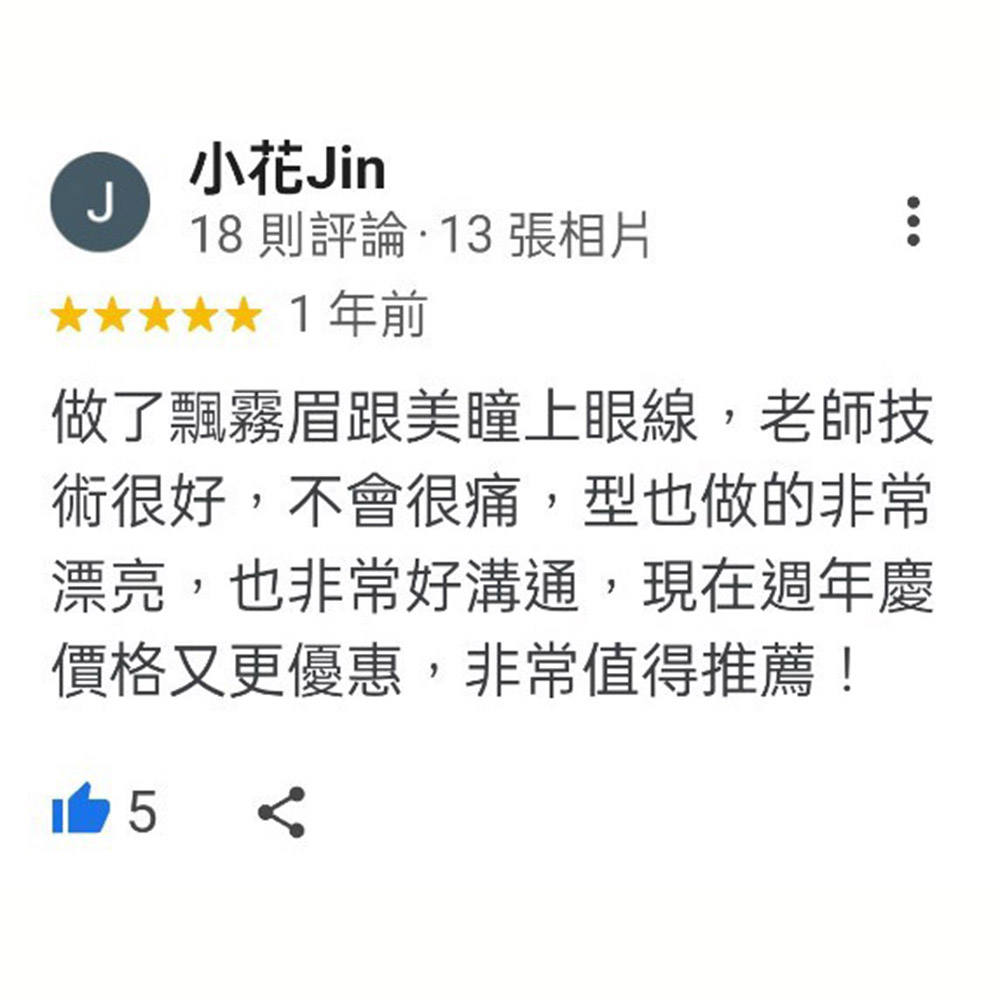 J
小花Jin
18 則評論·13 張相片
1 年前
做了飄霧眉跟美瞳上眼線，老師技
術很好，不會很痛，型也做的非常
漂亮，也非常好溝通，現在週年慶
價格又更優惠，非常值得推薦！
5